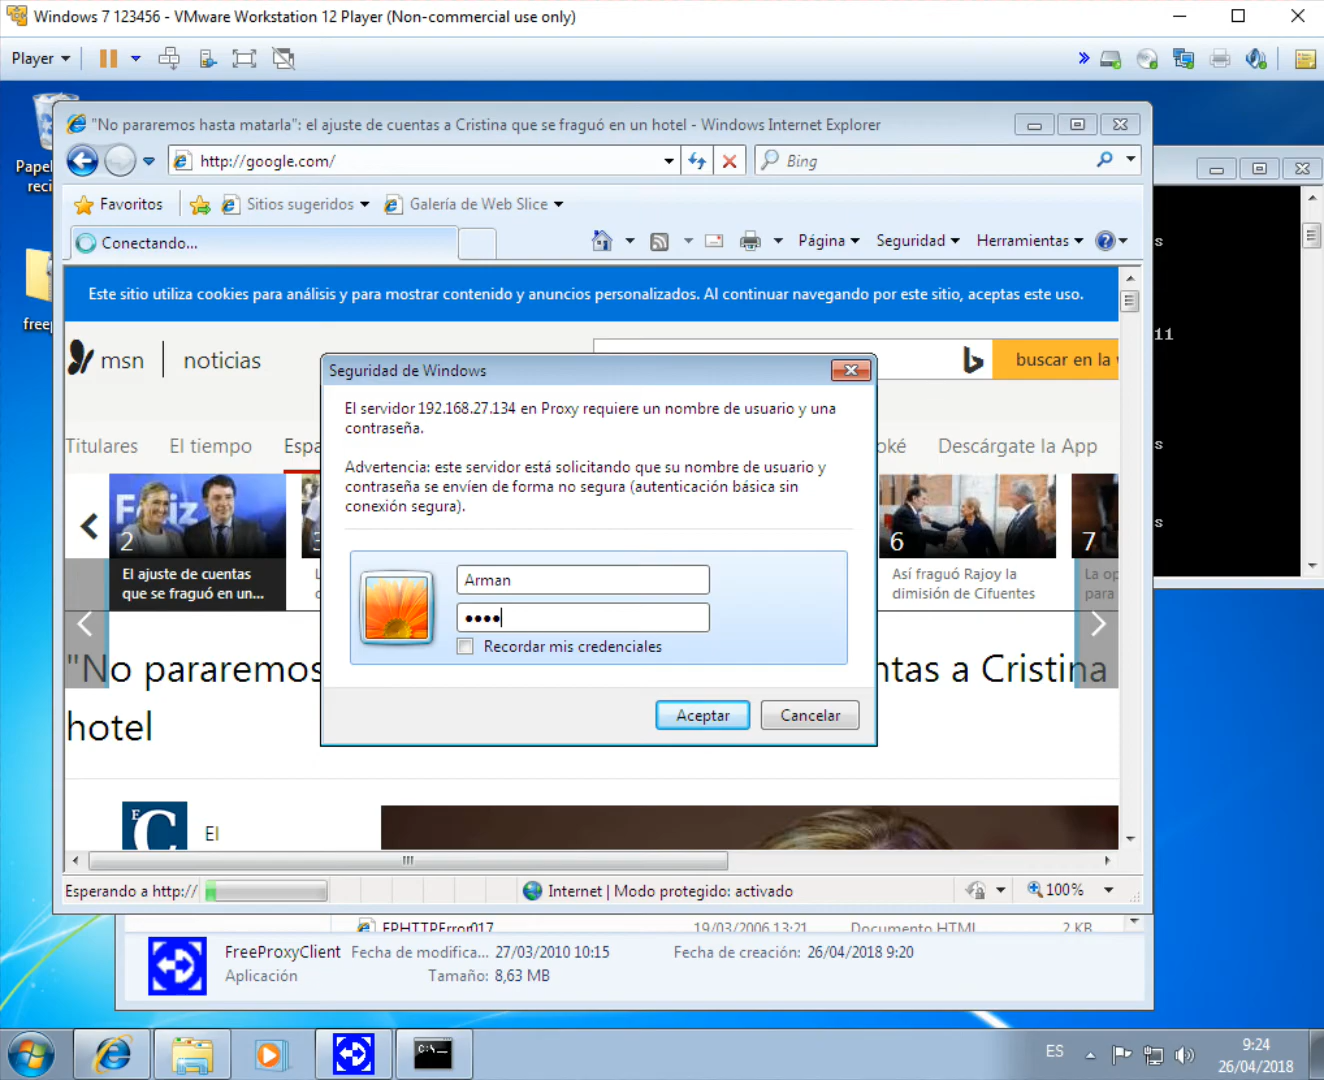 Windows 7 123456 - VMware Workstation 12 Player (Non-commercial use only)
Player
Papel
reci
free
"No pararemos hasta matarla": el ajuste de cuentas a Cristina que se fraguó en un hotel - Windows Internet Explorer
http://google.com/
Bing
Favoritos
Sitios sugeridos
Galería de Web Slice
Conectando...
Página
Seguridad
Herramientas
Este sitio utiliza cookies para análisis y para mostrar contenido y anuncios personalizados. Al continuar navegando por este sitio, aceptas este uso.
msn
noticias
buscar en la
Titulares
El tiempo
Espa
oké
Descárgate la App
Feliz
2
El ajuste de cuentas
que se fraguó en un...
6
Así fraguó Rajoy la
dimisión de Cifuentes
7
La op
para
"No pararemos
ntas a Cristina
hotel
E
C
El
Seguridad de Windows
El servidor 192.168.27.134 en Proxy requiere un nombre de usuario y una
contraseña.
Advertencia: este servidor está solicitando que su nombre de usuario y
contraseña se envíen de forma no segura (autenticación básica sin
conexión segura).
Arman
••••
Recordar mis credenciales
Aceptar
Cancelar
s
11
s
s
Esperando a http://
Internet | Modo protegido: activado
100%
FPHTTPError017
19/03/2006 13:21
Documento HTML
2 KB
FreeProxyClient
Fecha de modifica... 27/03/2010 10:15
Fecha de creación: 26/04/2018 9:20
Aplicación
Tamaño: 8,63 MB
C:\
ES
9:24
26/04/2018